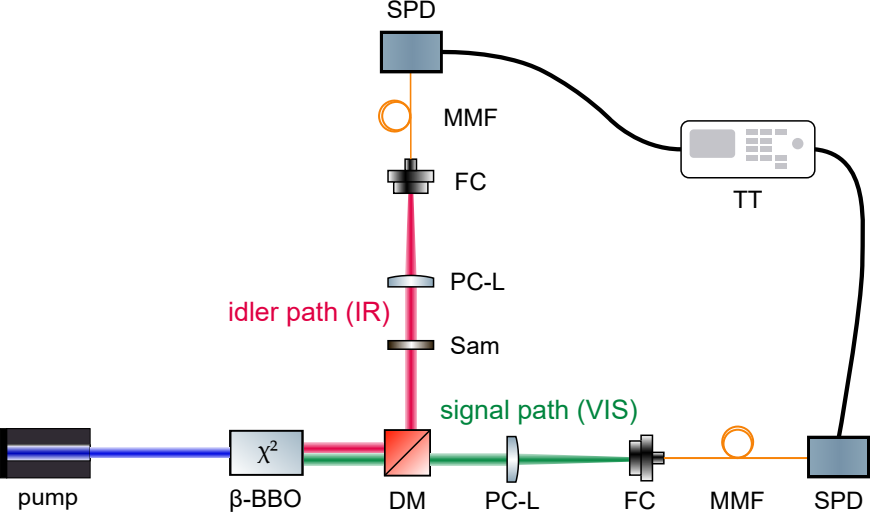 SPD
MMF
FC
TT
PC-L
idler path (IR)
Sam
signal path (VIS)
χ²
pump
β-BBO
DM
PC-L
FC
MMF
SPD